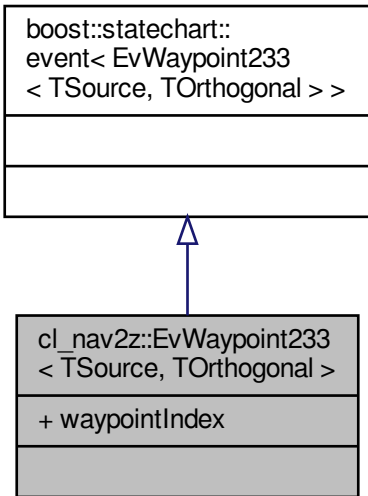 boost::statechart::
event< EvWaypoint233
< TSource, TOrthogonal > >
cl_nav2z::EvWaypoint233
< TSource, TOrthogonal >
+ waypointIndex